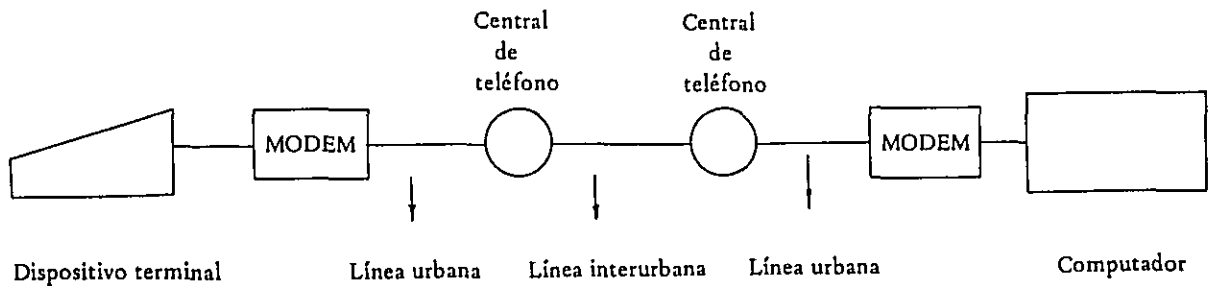 Central
de
teléfono
Central
de
teléfono
MODEM
MODEM
Dispositivo terminal
Línea urbana
Línea interurbana
Línea urbana
Computador